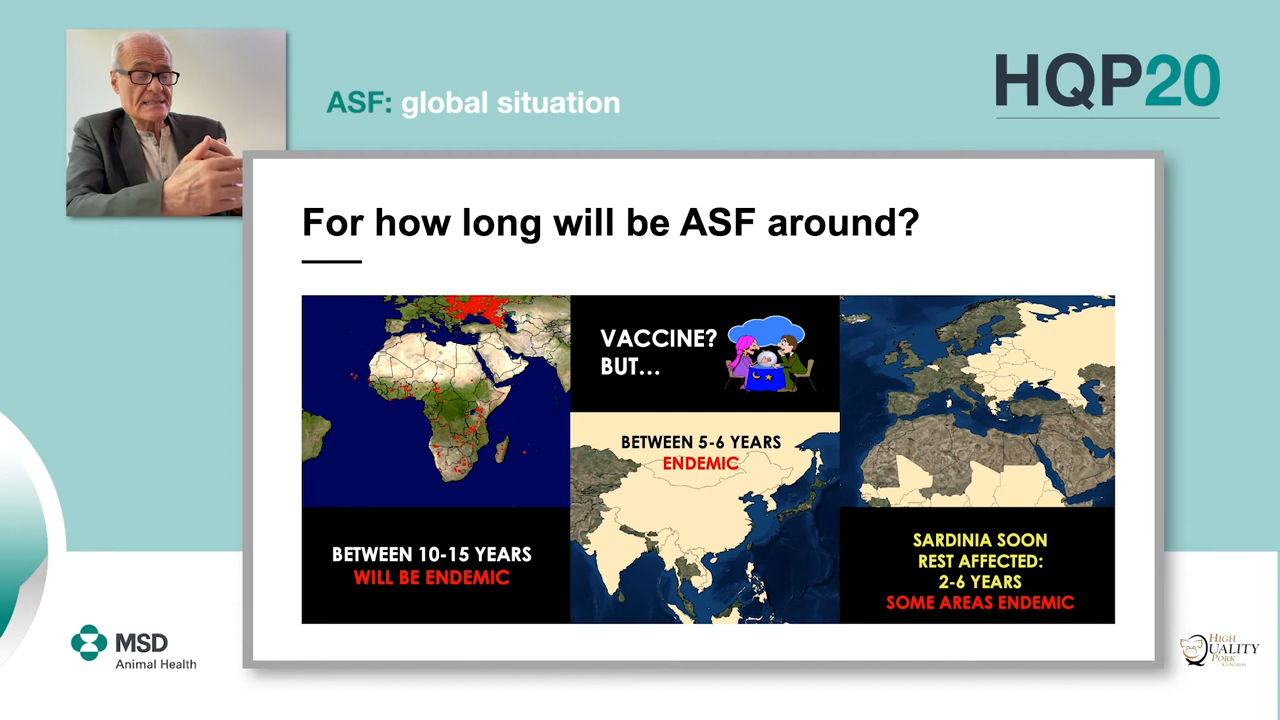 ASF: global situation
HQP20
For how long will be ASF around?
VACCINE?
BUT...
BETWEEN 5-6 YEARS
ENDEMIC
BETWEEN 10-15 YEARS
WILL BE ENDEMIC
SARDINIA SOON
REST AFFECTED:
2-6 YEARS
SOME AREAS ENDEMIC
MSD
Animal Health
HIGH
QUALITY
PORK
CONGRESS